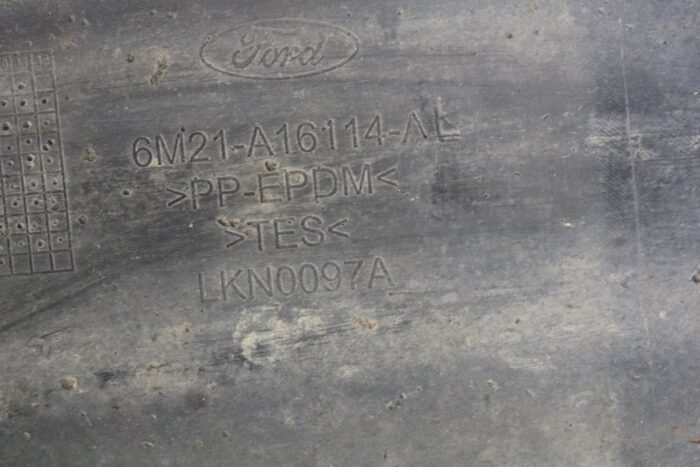 Ford
6M21-A16114-AL
>PP-EPDM<
>TES<
LKN0097A